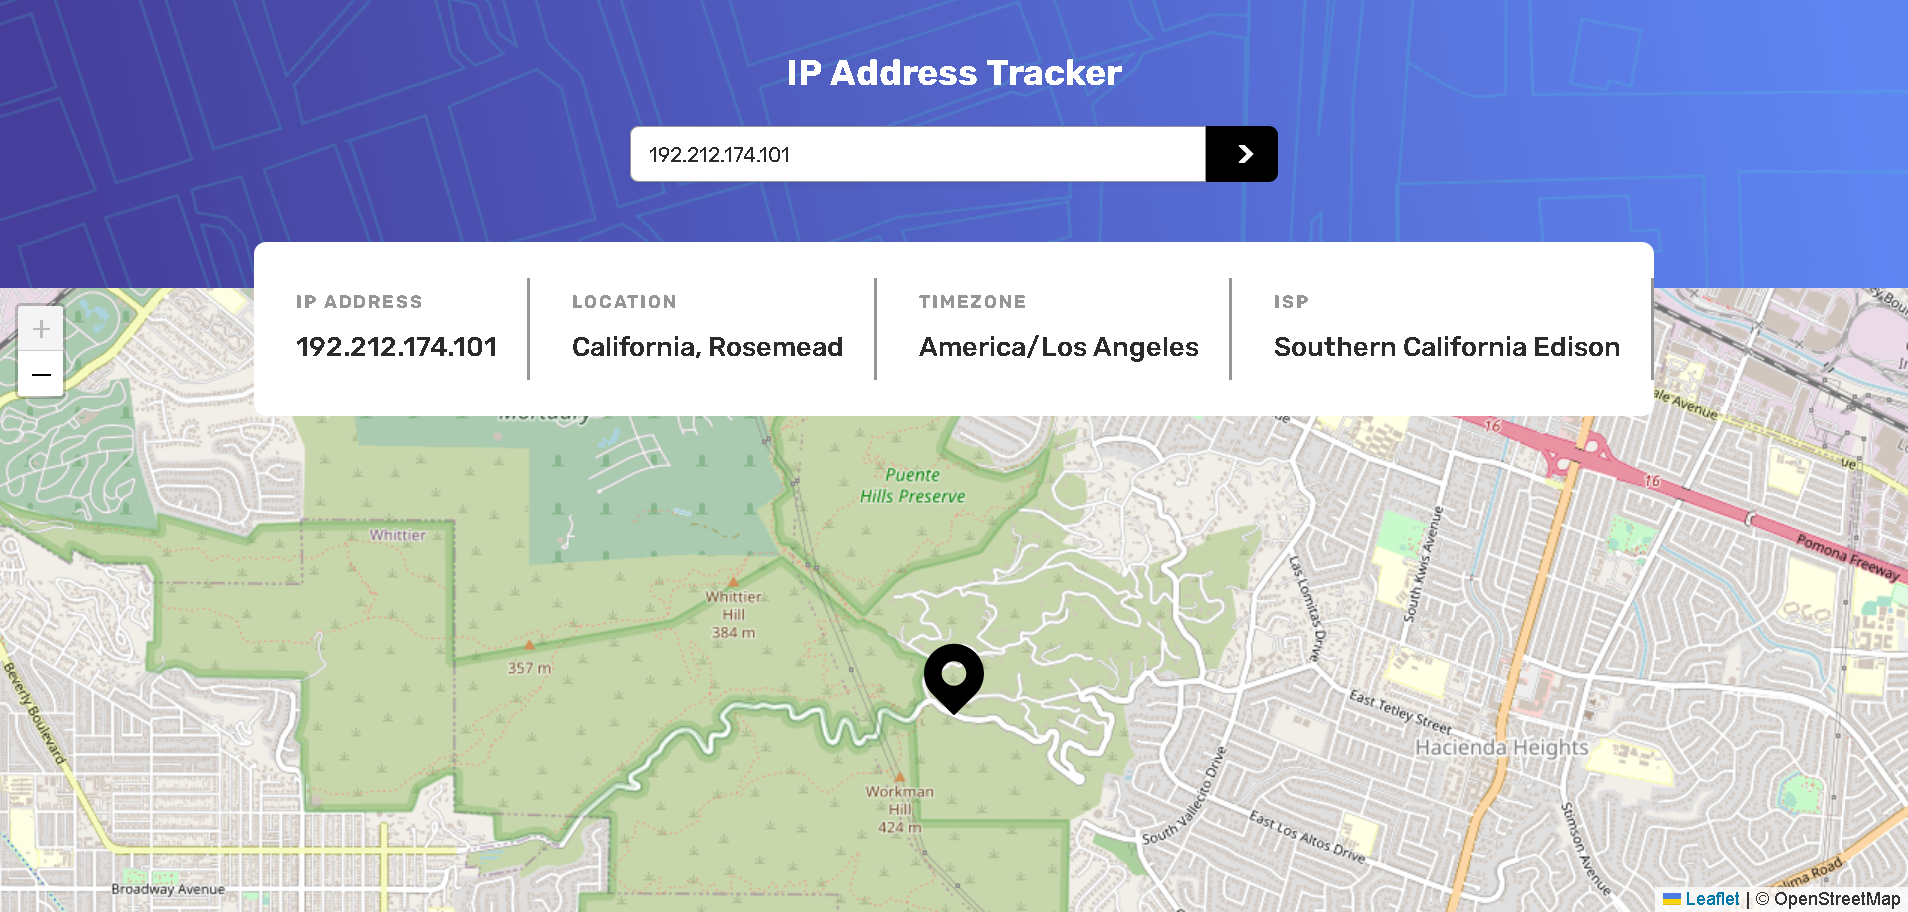 IP Address Tracker
192.212.174.101
IP ADDRESS
192.212.174.101
LOCATION
California, Rosemead
TIMEZONE
America/Los Angeles
ISP
Southern California Edison
+
−
16
16
Puente
Hills Preserve
Whittier
Whittier
Hill
384 m
357 m
Workman
Hill
424 m
Beverly Boulevard
Broadway Avenue
Las Lomitas Drive
South Kwis Avenue
Pomona Freeway
East Tetley Street
Hacienda Heights
South Vallecito Drive
East Los Altos Drive
Stimson Avenue
Leaflet | © OpenStreetMap